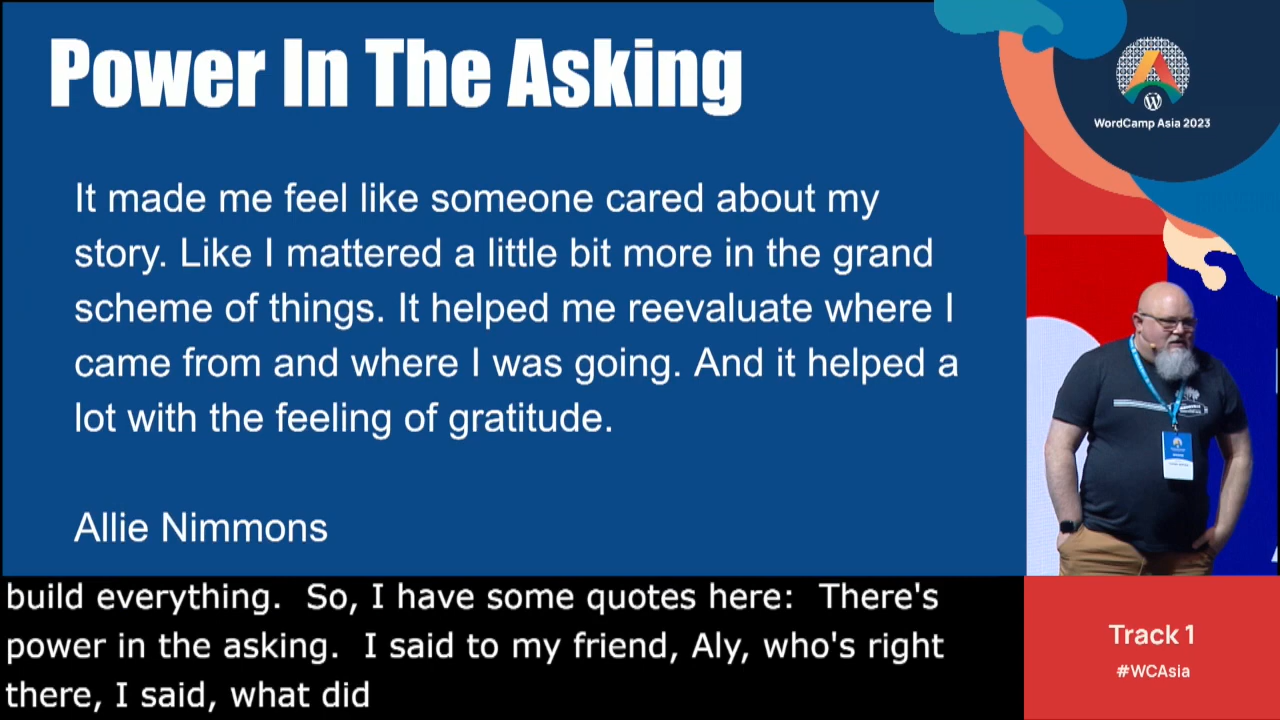 Power In The Asking
It made me feel like someone cared about my
story. Like I mattered a little bit more in the grand
scheme of things. It helped me reevaluate where I
came from and where I was going. And it helped a
lot with the feeling of gratitude.
Allie Nimmons
WordCamp Asia 2023
build everything.  So, I have some quotes here:  There's
power in the asking.  I said to my friend, Aly, who's right
there, I said, what did
Track 1
#WCAsia